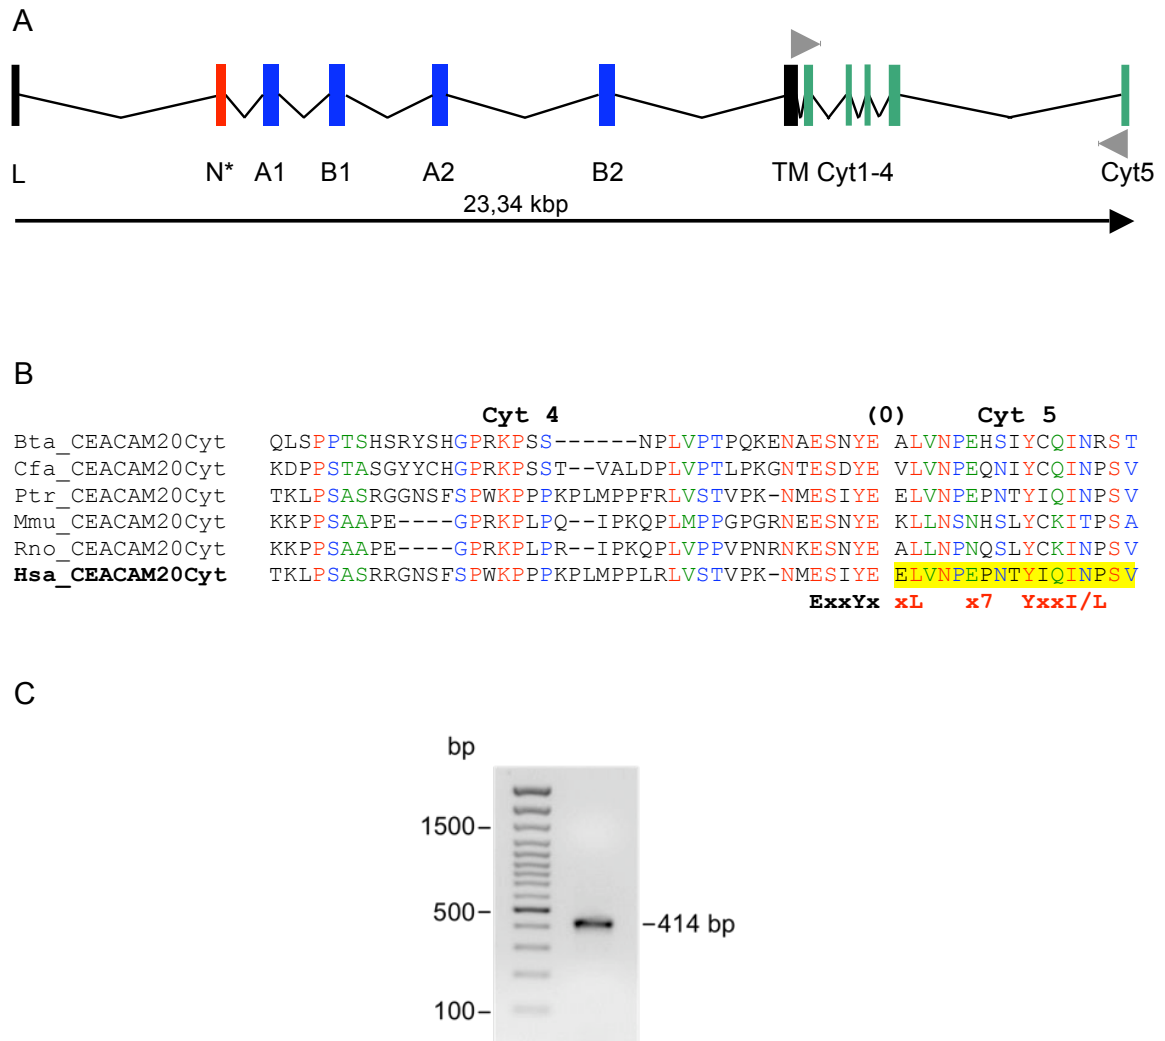 A
L N* A1 B1 A2 B2 TM Cyt1-4 Cyt5
23,34 kbp
B
Cyt 4 (0) Cyt 5
Bta_CEACAM20Cyt QLSPPTSHSRYSHGPRKPSS------NPLVPTPQKENAESNYE ALVNPEHSIYCQINRST
Cfa_CEACAM20Cyt KDPPSTASGYYCHGPRKPSST--VALDPLVPTLPKGNTESDYE VLVNPEQNIYCQINPSV
Ptr_CEACAM20Cyt TKLPSASRGGNSFSPWKPPPKPLMPPFRLVSTVPK-NMESIYE ELVNPEPNTYIQINPSV
Mmu_CEACAM20Cyt KKPPSAAPE----GPRKPLPQ--IPKQPLMPPGPGRNEESNYE KLLNSNHSLYCKITPSA
Rno_CEACAM20Cyt KKPPSAAPE----GPRKPLPR--IPKQPLVPPVPNRNKESNYE ALLNPNQSLYCKINPSV
Hsa_CEACAM20Cyt TKLPSASRRGNSFSPWKPPPKPLMPPLRLVSTVPK-NMESIYE ELVNPEPNTYIQINPSV
ExxYx xL x7 YxxI/L
C
bp
1500–
500–
–414 bp
100–